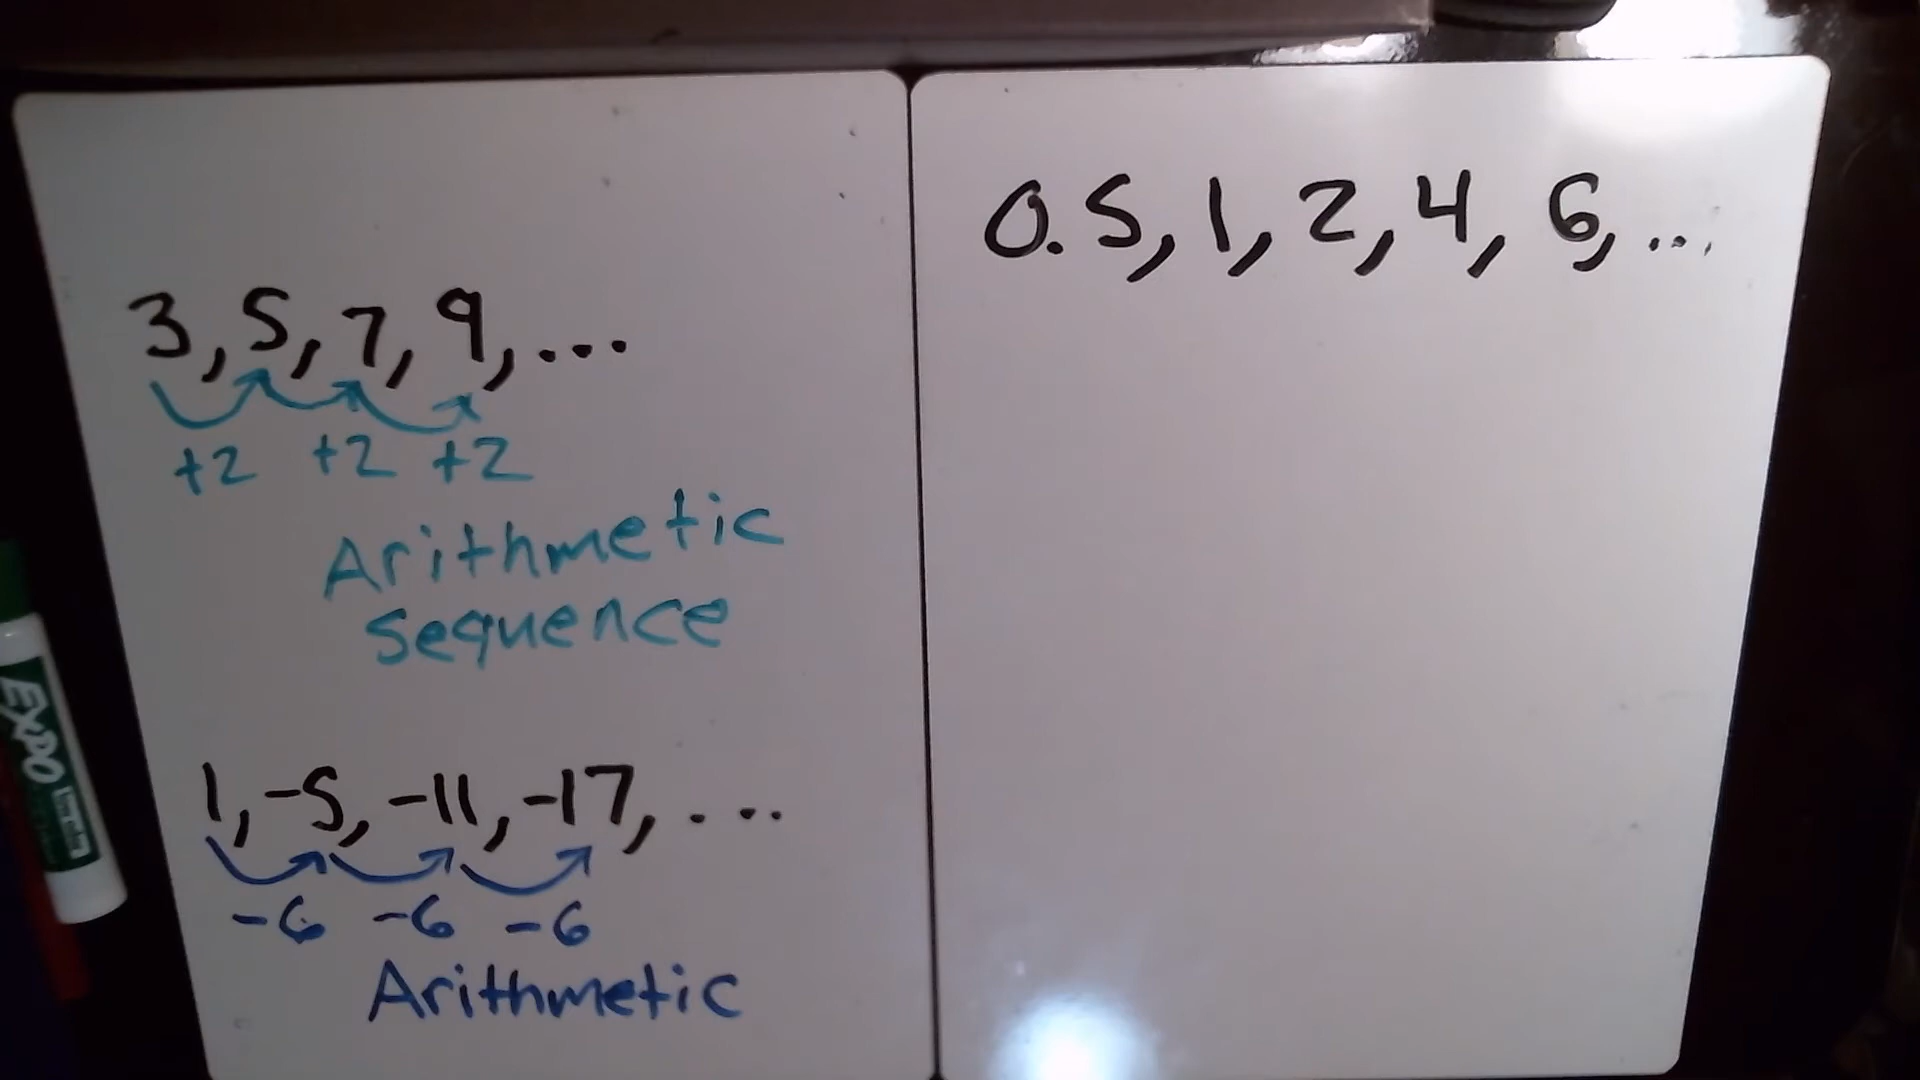 3, 5, 7, 9, ...
+2 +2 +2
Arithmetic
sequence
1, -5, -11, -17, ...
-6 -6 -6
Arithmetic
0.5, 1, 2, 4, 6, ...
EXPO